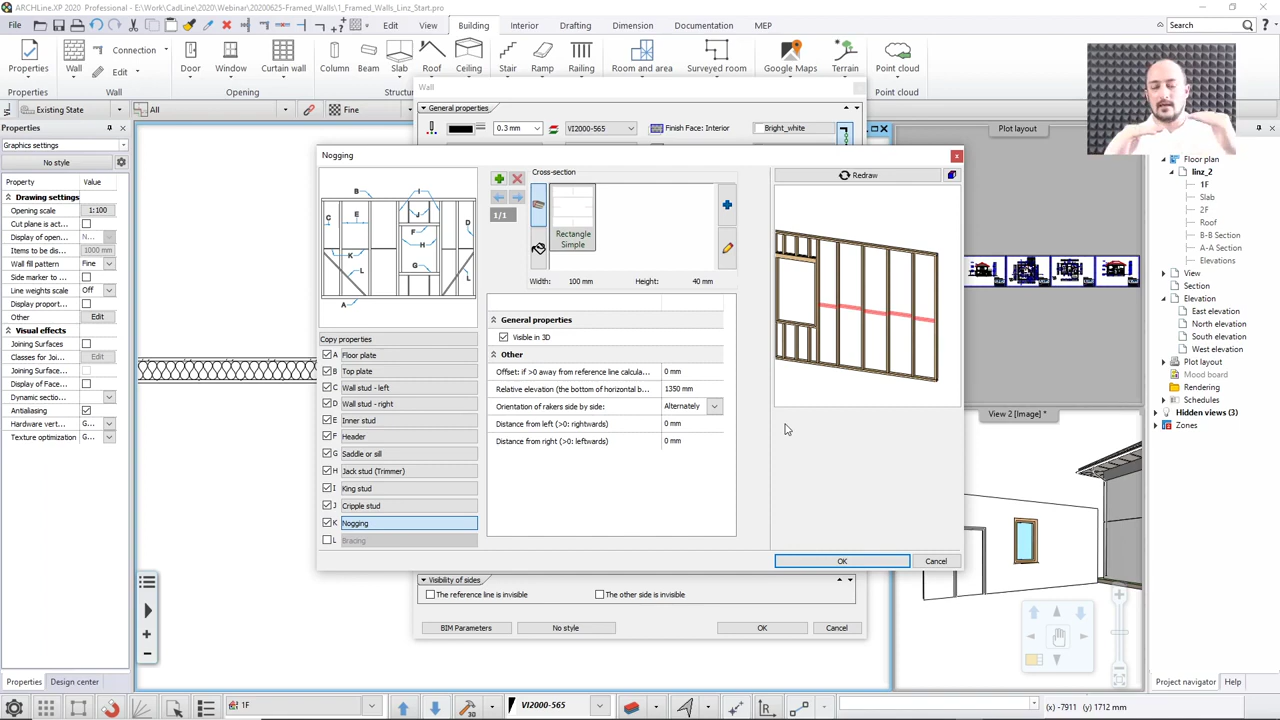 ARCHLine.XP 2020 Professional - E:\Work\CadLine\Webinar\20200625-Framed_Walls\1_Framed_Walls_Linz_Start.pro
File
Edit
View
Building
Interior
Drafting
Dimension
Documentation
MEP
Search
Properties
Wall
Connection
Edit
Door
Window
Curtain wall
Column
Beam
Slab
Roof
Ceiling
Stair
Ramp
Railing
Room and area
Surveyed room
Google Maps
Terrain
Point cloud
Wall
Opening
Point cloud
Existing State
All
Fine
Wall
General properties
0.3 mm
VI2000-565
Finish Face: Interior
Bright_white
Plot layout
Properties
Graphics settings
No style
Property
Value
Drawing settings
Opening scale
1:100
Cut plane is act...
Display of open...
N...
Items to be dis...
1000 mm
Wall fill pattern
Fine
Side marker to ...
Line weights scale
Off
Display proport...
Other
Edit
Visual effects
Joining Surfaces
Classes for Joi...
Edit
Joining Surface...
Display of Face...
Dynamic sectio...
Antialiasing
Hardware vert...
G...
Texture optimization
G...
Nogging
B
I
C
E
J
D
F
H
K
G
L
L
A
Copy properties
A
Floor plate
B
Top plate
C
Wall stud - left
D
Wall stud - right
E
Inner stud
F
Header
G
Saddle or sill
H
Jack stud (Trimmer)
I
King stud
J
Cripple stud
K
Nogging
L
Bracing
1/1
Cross-section
Rectangle
Simple
Width:
100 mm
Height:
40 mm
General properties
Visible in 3D
Other
Offset: if >0 away from reference line calcula...
0 mm
Relative elevation (the bottom of horizontal b...
1350 mm
Orientation of rakers side by side:
Alternately
Distance from left (>0: rightwards)
0 mm
Distance from right (>0: leftwards)
0 mm
Redraw
OK
Cancel
Visibility of sides
The reference line is invisible
The other side is invisible
BIM Parameters
No style
OK
Cancel
View 2 [Image] *
Floor plan
linz_2
1F
Slab
2F
Roof
B-B Section
A-A Section
Elevations
View
Section
Elevation
East elevation
North elevation
South elevation
West elevation
Plot layout
Mood board
Rendering
Schedules
Hidden views (3)
Zones
Properties
Design center
Project navigator
Help
1F
VI2000-565
(x) -7911
(y) 1712 mm